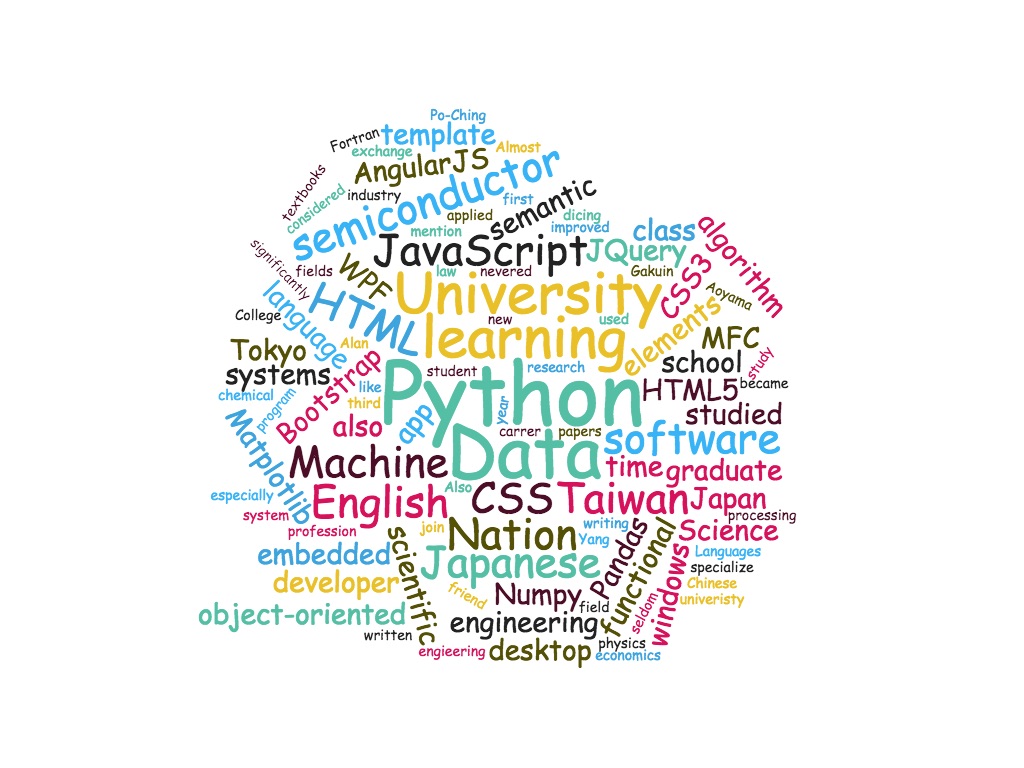 Po-Ching
Fortran
template
exchange
Almost
AngularJS
textbooks
considered
industry
semiconductor
first
semantic
applied
dicing
mention
improved
class
algorithm
significantly
JavaScript
JQuery
fields
WPF
law
nevered
Gakuin
CSS3
Aoyama
University
language
HTML
College
new
used
elements
learning
MFC
Tokyo
Alan
school
study
systems
Bootstrap
student
research
Python
HTML5
became
chemical
program
like
third
app
year
studied
Matplotlib
also
carrer
papers
Data
software
Machine
time
graduate
especially
Also
English
CSS
Taiwan
Japan
system
processing
profession
join
Nation
writing
Yang
Science
scientific
Pandas
functional
windows
embedded
Japanese
Languages
specialize
developer
friend
Numpy
field
Chinese
seldom
univeristy
object-oriented
engineering
written
physics
engieering
desktop
economics